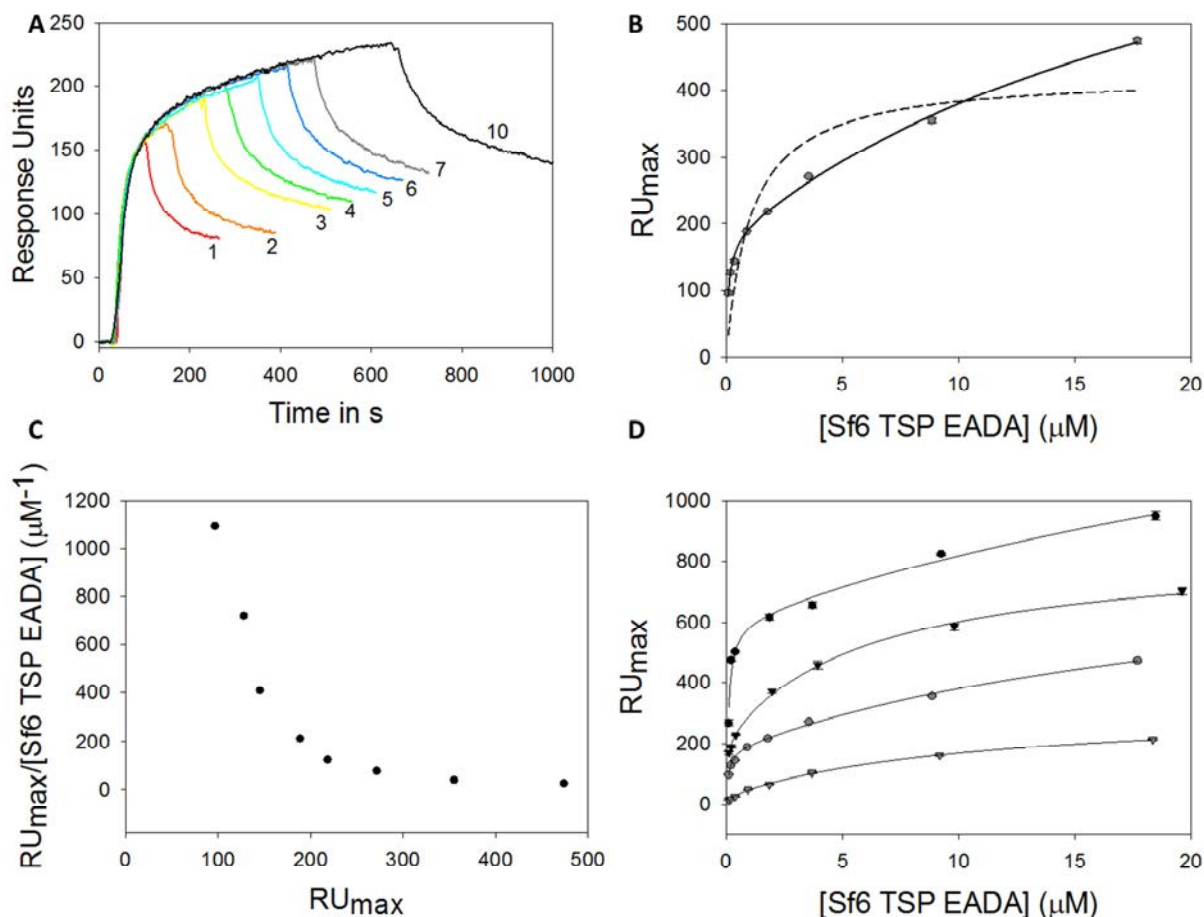 A
250
200
150
100
50
0
Response Units
1
2
3
4
5
6
7
10
0 200 400 600 800 1000
Time in s
B
500
400
300
200
100
0
RUmax
0 5 10 15 20
[Sf6 TSP EADA] (μM)
C
1200
1000
800
600
400
200
0
RUmax/[Sf6 TSP EADA] (μM-1)
0 100 200 300 400 500
RUmax
D
1000
800
600
400
200
0
RUmax
0 5 10 15 20
[Sf6 TSP EADA] (μM)